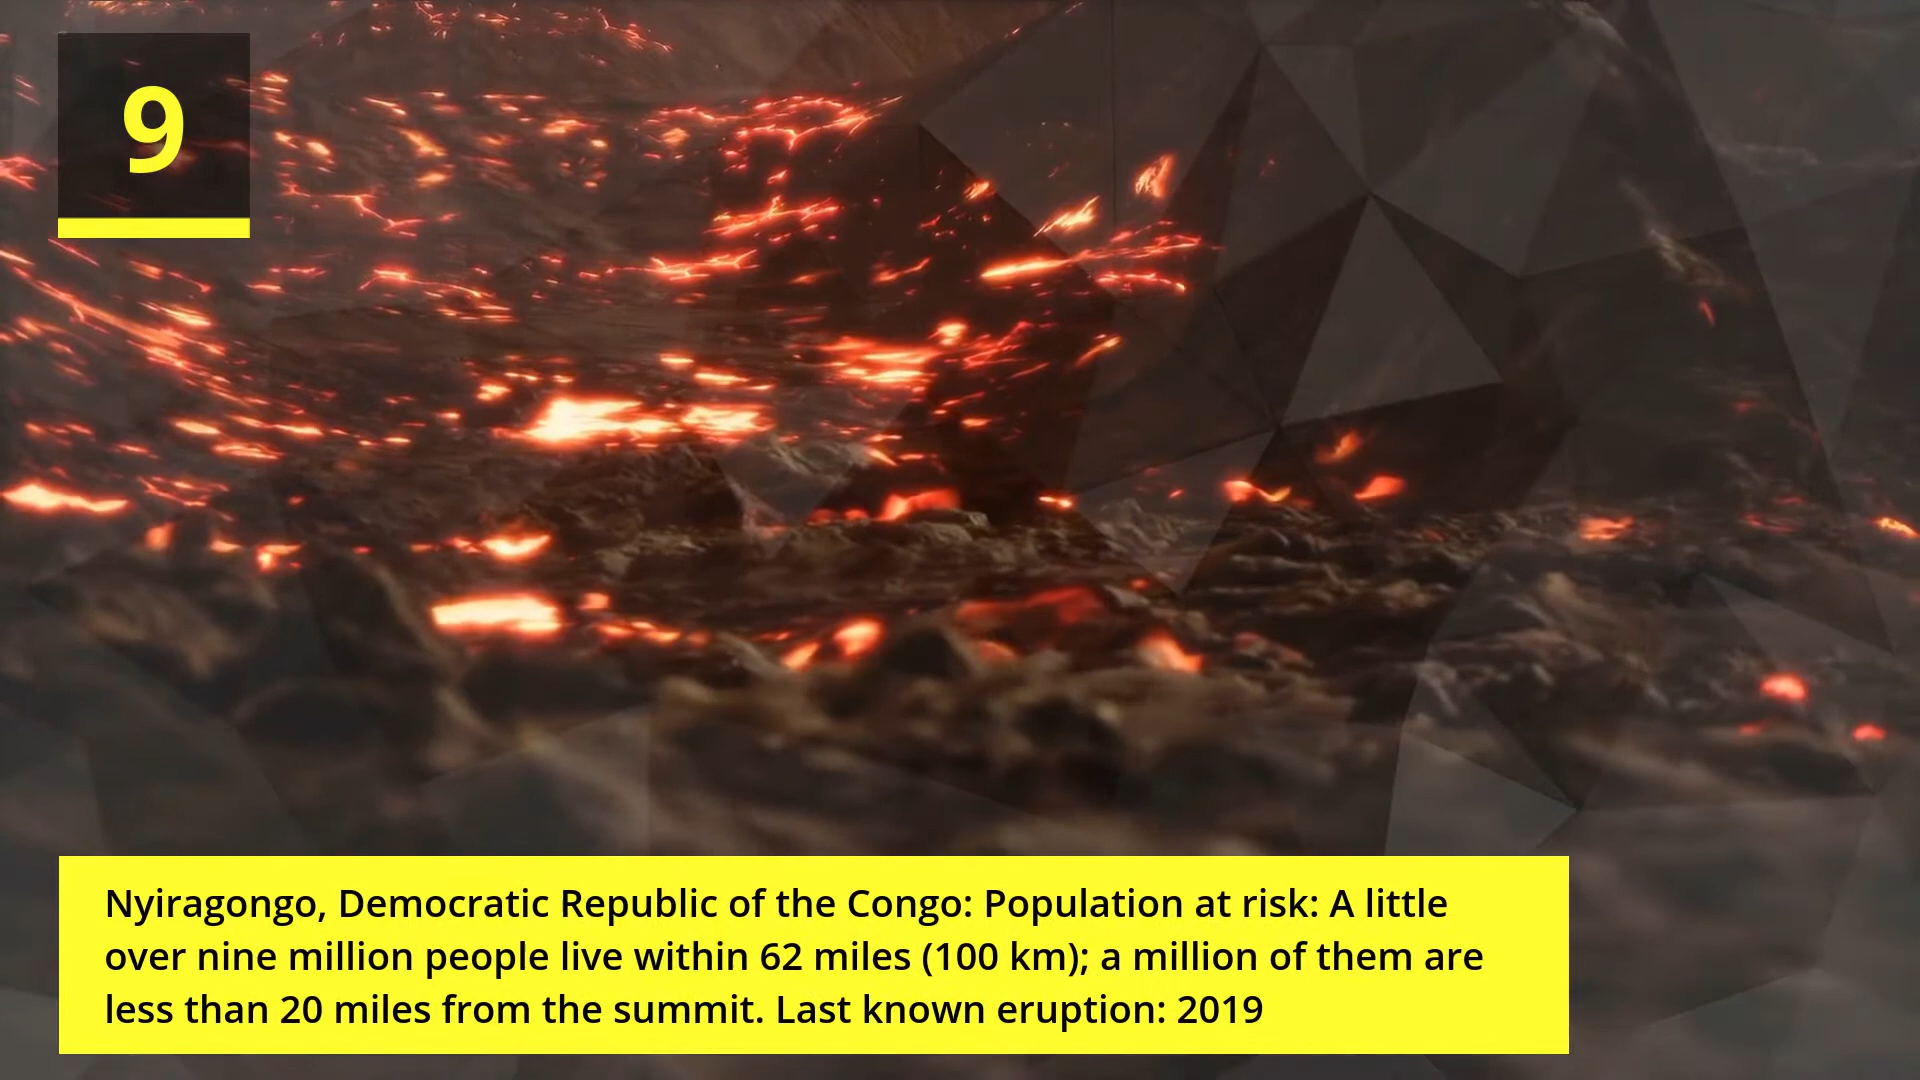 9
Nyiragongo, Democratic Republic of the Congo: Population at risk: A little
over nine million people live within 62 miles (100 km); a million of them are
less than 20 miles from the summit. Last known eruption: 2019